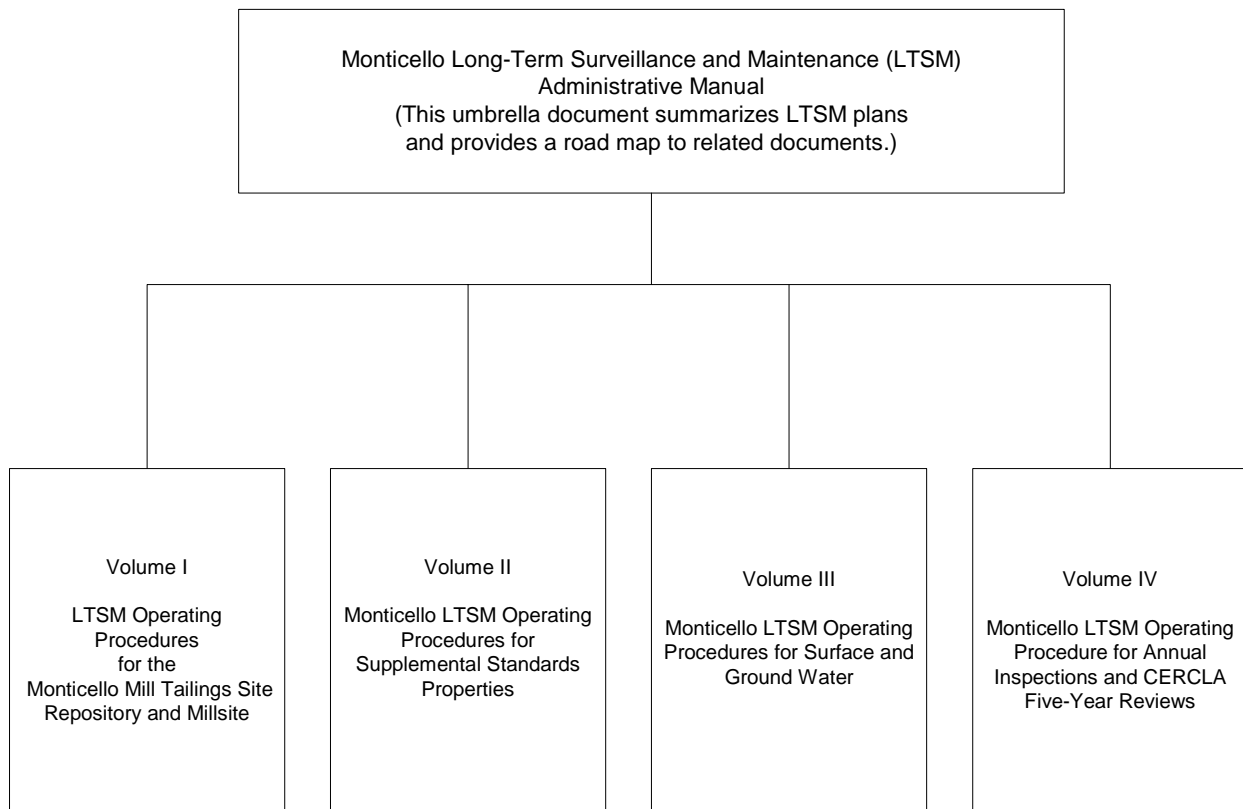 Monticello Long-Term Surveillance and Maintenance (LTSM)
Administrative Manual
(This umbrella document summarizes LTSM plans
and provides a road map to related documents.)
Volume I
LTSM Operating
Procedures
for the
Monticello Mill Tailings Site
Repository and Millsite
Volume II
Monticello LTSM Operating
Procedures for
Supplemental Standards
Properties
Volume III
Monticello LTSM Operating
Procedures for Surface and
Ground Water
Volume IV
Monticello LTSM Operating
Procedure for Annual
Inspections and CERCLA
Five-Year Reviews